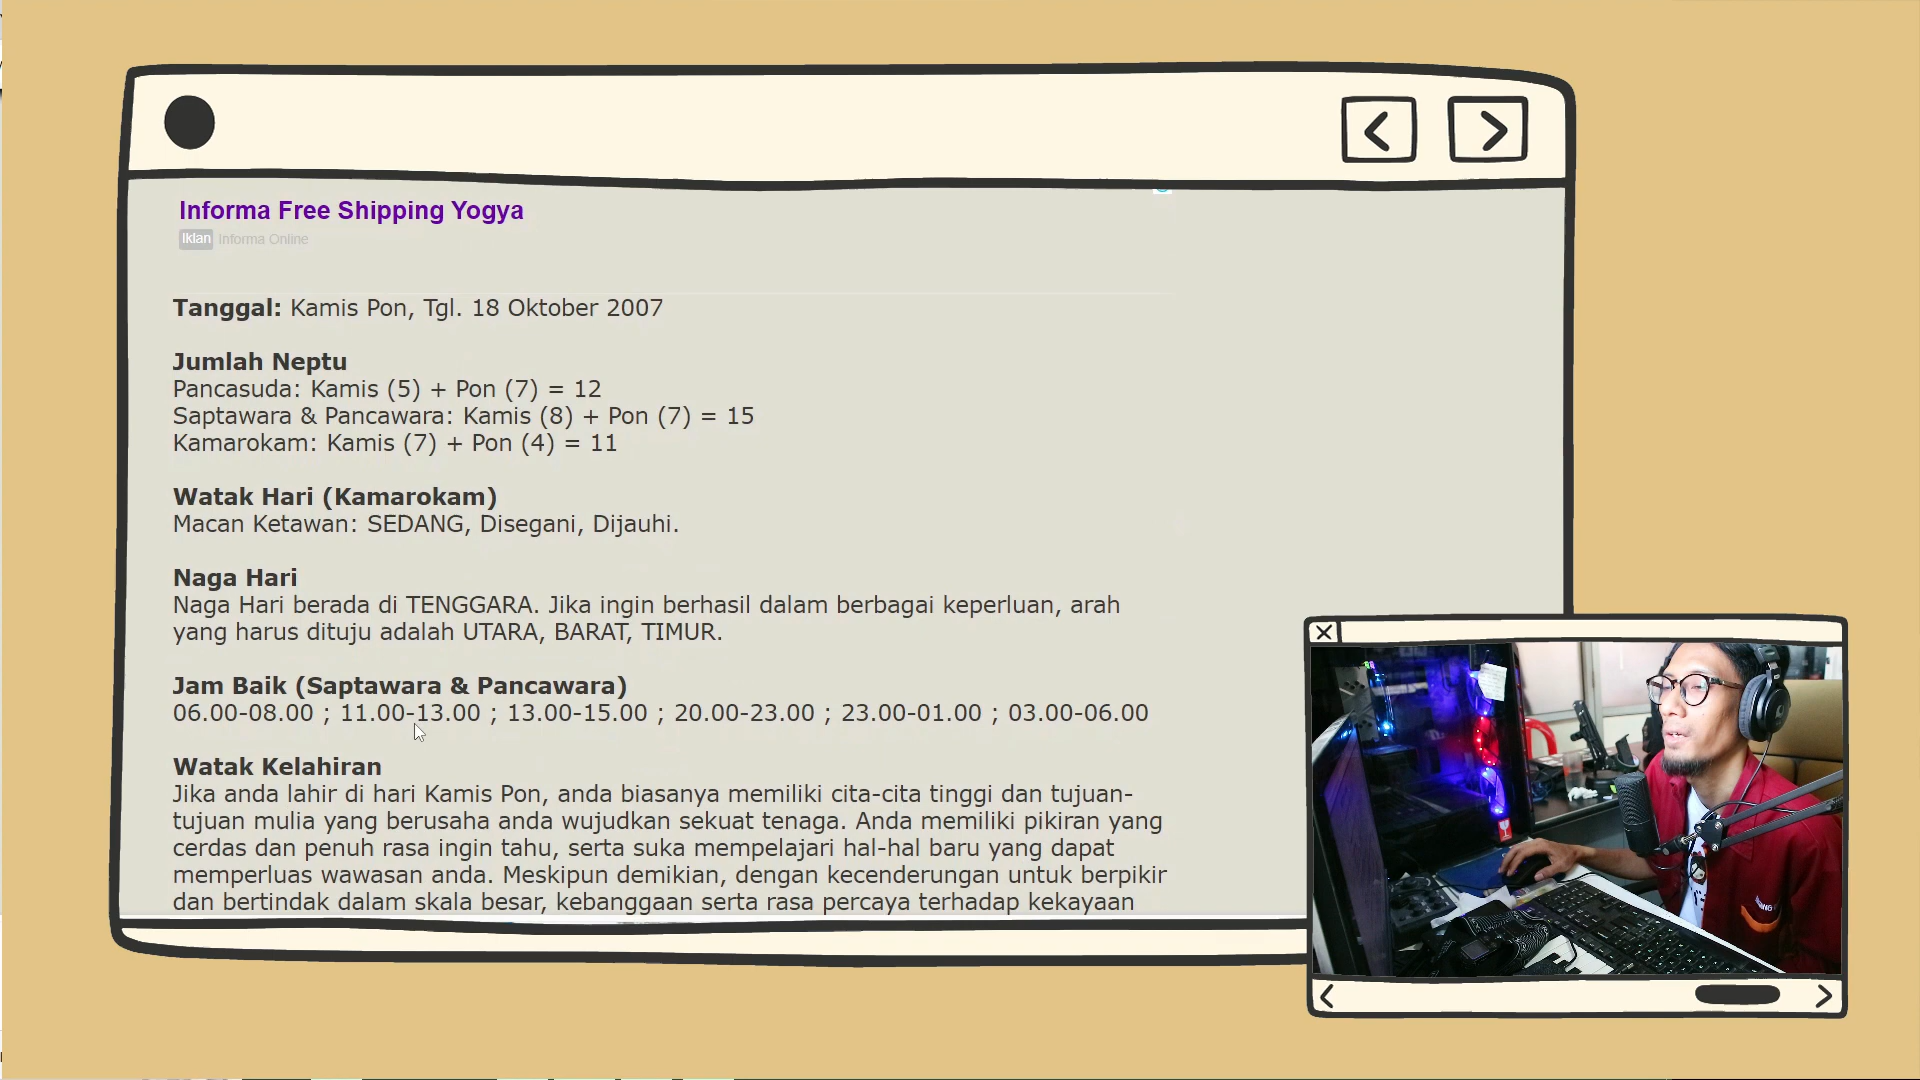 Informa Free Shipping Yogya
Iklan Informa Online
Tanggal: Kamis Pon, Tgl. 18 Oktober 2007
Jumlah Neptu
Pancasuda: Kamis (5) + Pon (7) = 12
Saptawara & Pancawara: Kamis (8) + Pon (7) = 15
Kamarokam: Kamis (7) + Pon (4) = 11
Watak Hari (Kamarokam)
Macan Ketawan: SEDANG, Disegani, Dijauhi.
Naga Hari
Naga Hari berada di TENGGARA. Jika ingin berhasil dalam berbagai keperluan, arah
yang harus dituju adalah UTARA, BARAT, TIMUR.
Jam Baik (Saptawara & Pancawara)
06.00-08.00 ; 11.00-13.00 ; 13.00-15.00 ; 20.00-23.00 ; 23.00-01.00 ; 03.00-06.00
Watak Kelahiran
Jika anda lahir di hari Kamis Pon, anda biasanya memiliki cita-cita tinggi dan tujuan-
tujuan mulia yang berusaha anda wujudkan sekuat tenaga. Anda memiliki pikiran yang
cerdas dan penuh rasa ingin tahu, serta suka mempelajari hal-hal baru yang dapat
memperluas wawasan anda. Meskipun demikian, dengan kecenderungan untuk berpikir
dan bertindak dalam skala besar, kebanggaan serta rasa percaya terhadap kekayaan